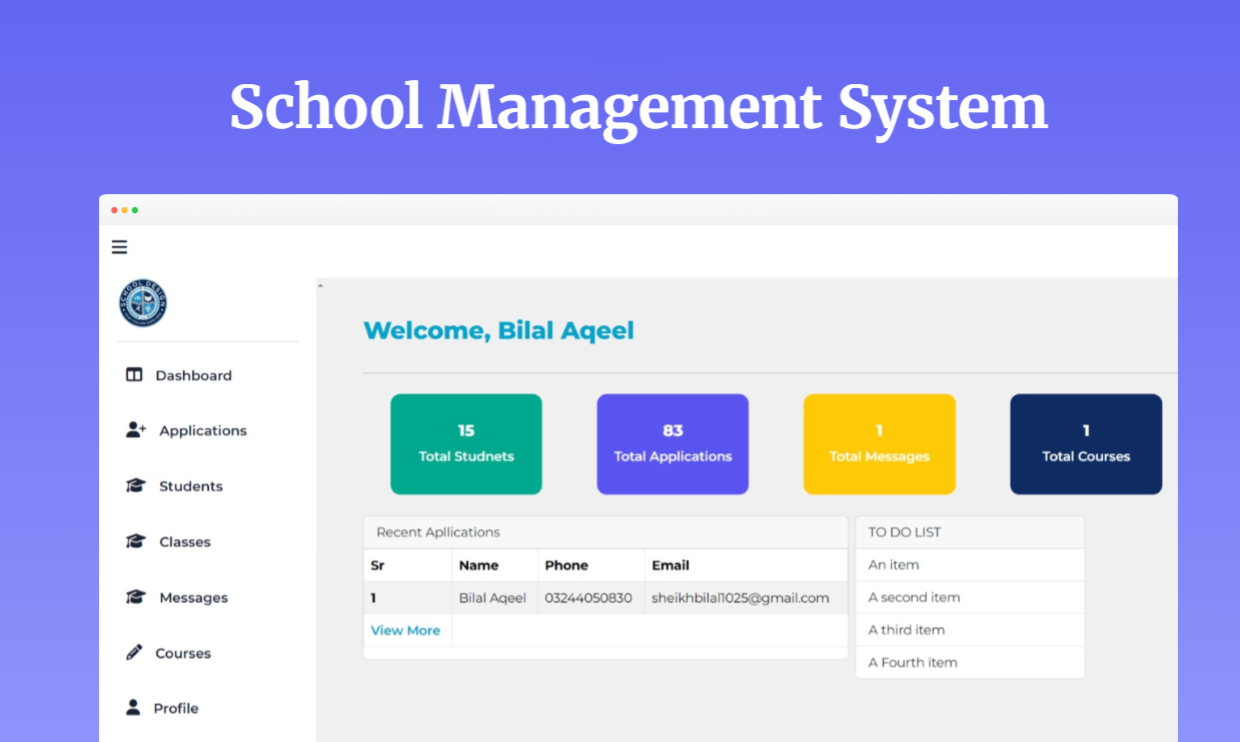 School Management System
SCHOOL DESIGN
Welcome, Bilal Aqeel
Dashboard
Applications
Students
Classes
Messages
Courses
Profile
15
Total Studnets
83
Total Applications
1
Total Messages
1
Total Courses
Recent Apllications
Sr Name Phone Email
1 Bilal Aqeel 03244050830 sheikhbilal1025@gmail.com
View More
TO DO LIST
An item
A second item
A third item
A Fourth item